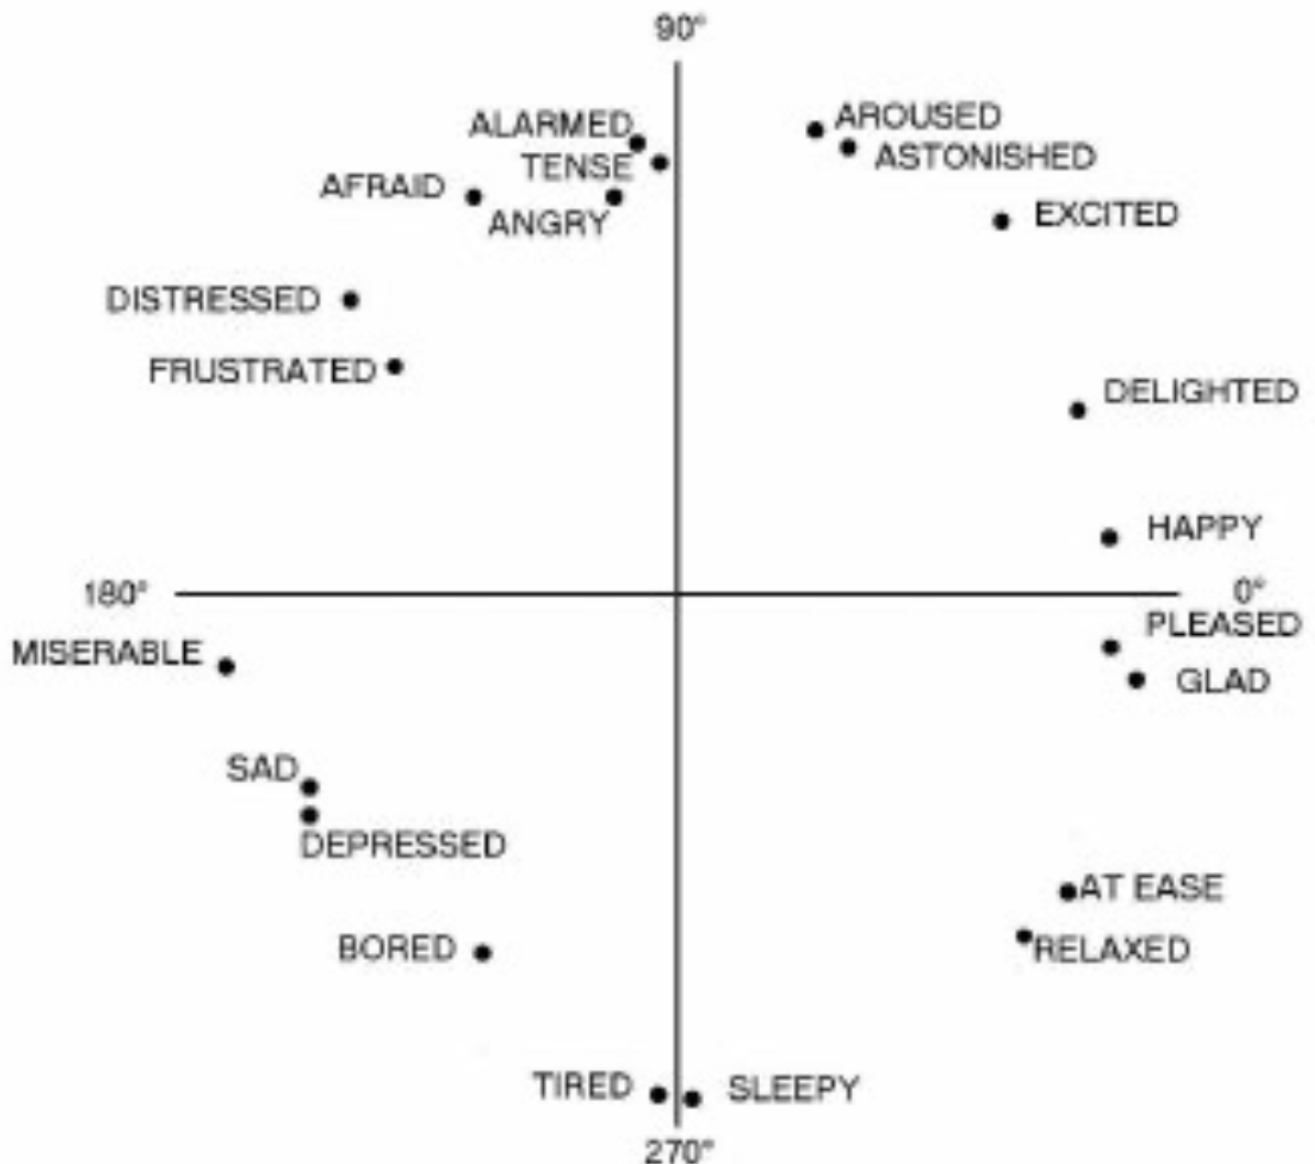 90°
ALARMED
AROUSED
TENSE
ASTONISHED
AFRAID
ANGRY
EXCITED
DISTRESSED
FRUSTRATED
DELIGHTED
HAPPY
180°
0°
PLEASED
MISERABLE
GLAD
SAD
DEPRESSED
AT EASE
BORED
RELAXED
TIRED
SLEEPY
270°